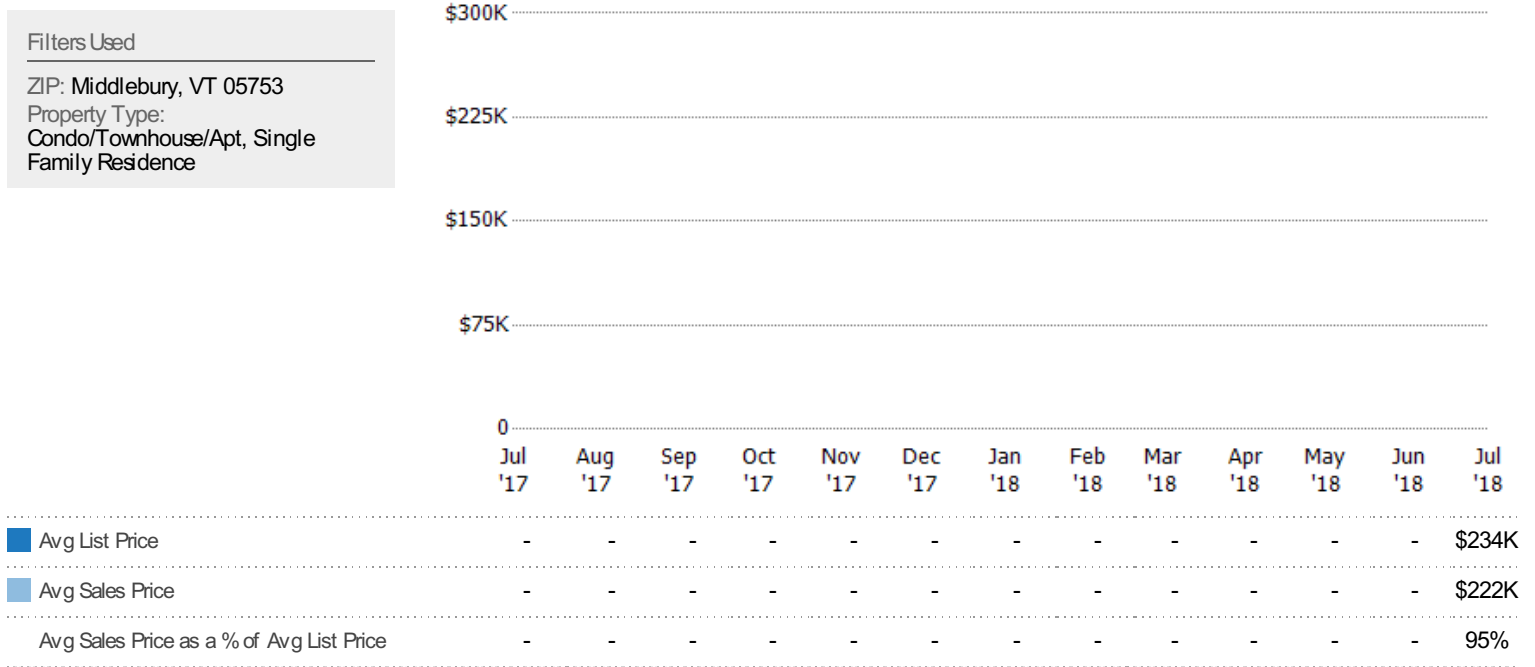 Filters Used
ZIP: Middlebury, VT 05753
Property Type:
Condo/Townhouse/Apt, Single
Family Residence
$300K
$225K
$150K
$75K
0
Jul Aug Sep Oct Nov Dec Jan Feb Mar Apr May Jun Jul
'17 '17 '17 '17 '17 '17 '18 '18 '18 '18 '18 '18 '18
Avg List Price - - - - - - - - - - - - $234K
Avg Sales Price - - - - - - - - - - - - $222K
Avg Sales Price as a % of Avg List Price - - - - - - - - - - - - 95%